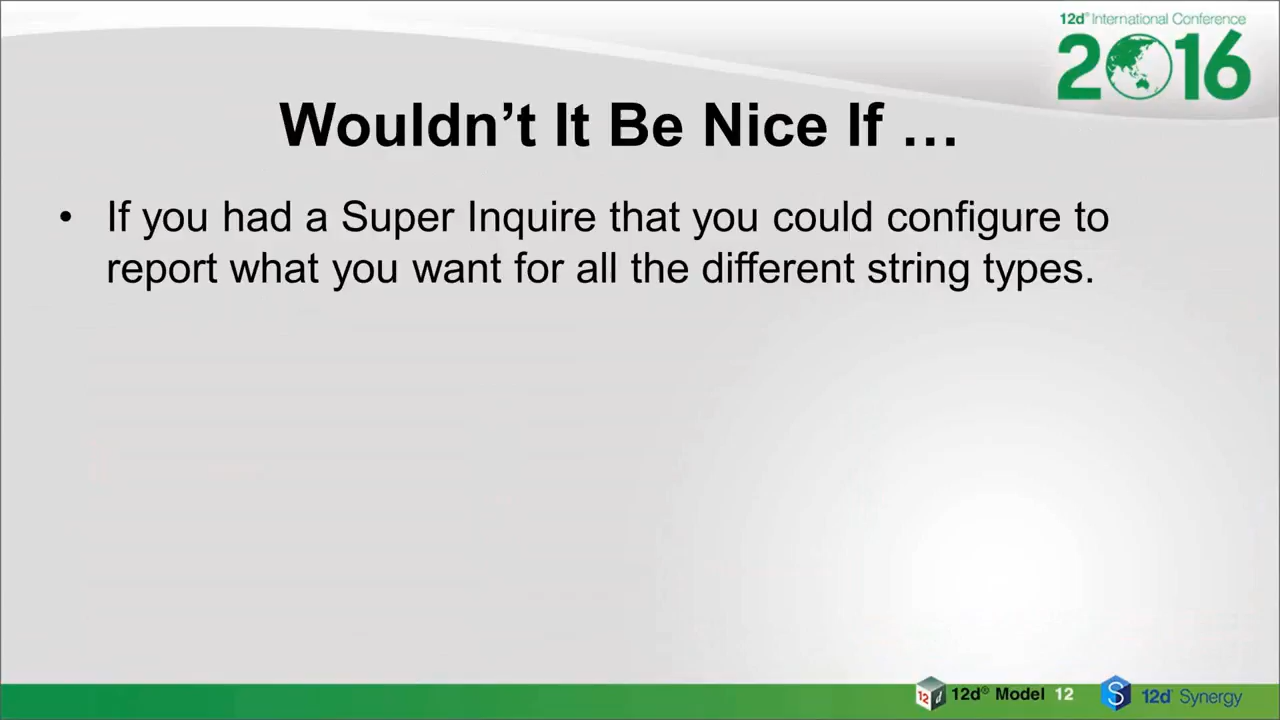 12d® International Conference
2016
Wouldn’t It Be Nice If …
• If you had a Super Inquire that you could configure to
report what you want for all the different string types.
12 12d® Model 12 S 12d® Synergy